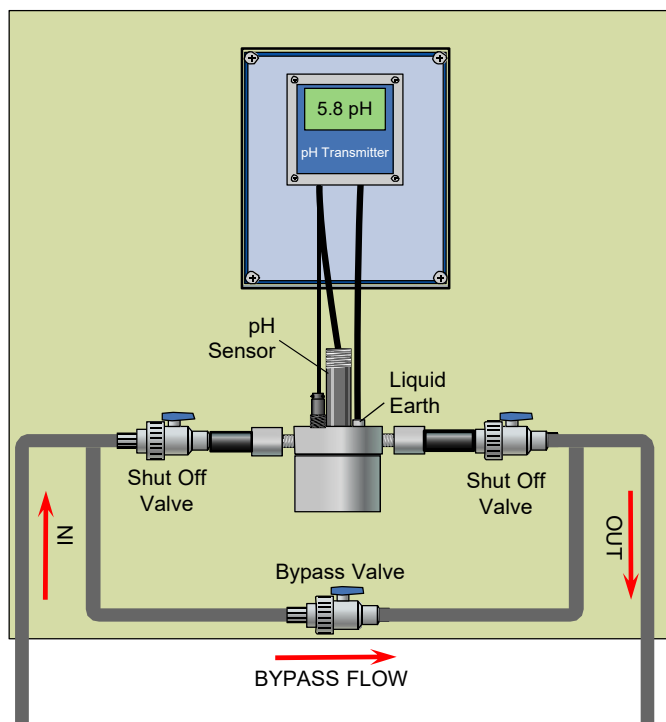 5.8 pH
pH Transmitter
pH
Sensor
Liquid
Earth
Shut Off
Valve
Shut Off
Valve
IN
OUT
Bypass Valve
BYPASS FLOW